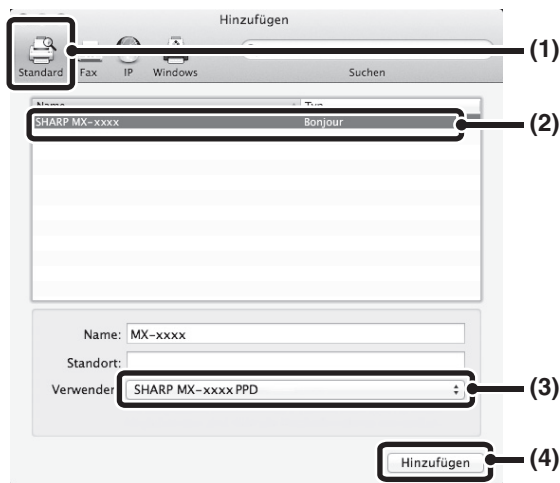 Hinzufügen
(1)
Standard Fax IP Windows Suchen
Name Typ
SHARP MX-xxxx Bonjour
(2)
Name: MX-xxxx
Standort:
Verwenden SHARP MX-xxxx PPD
(3)
Hinzufügen
(4)